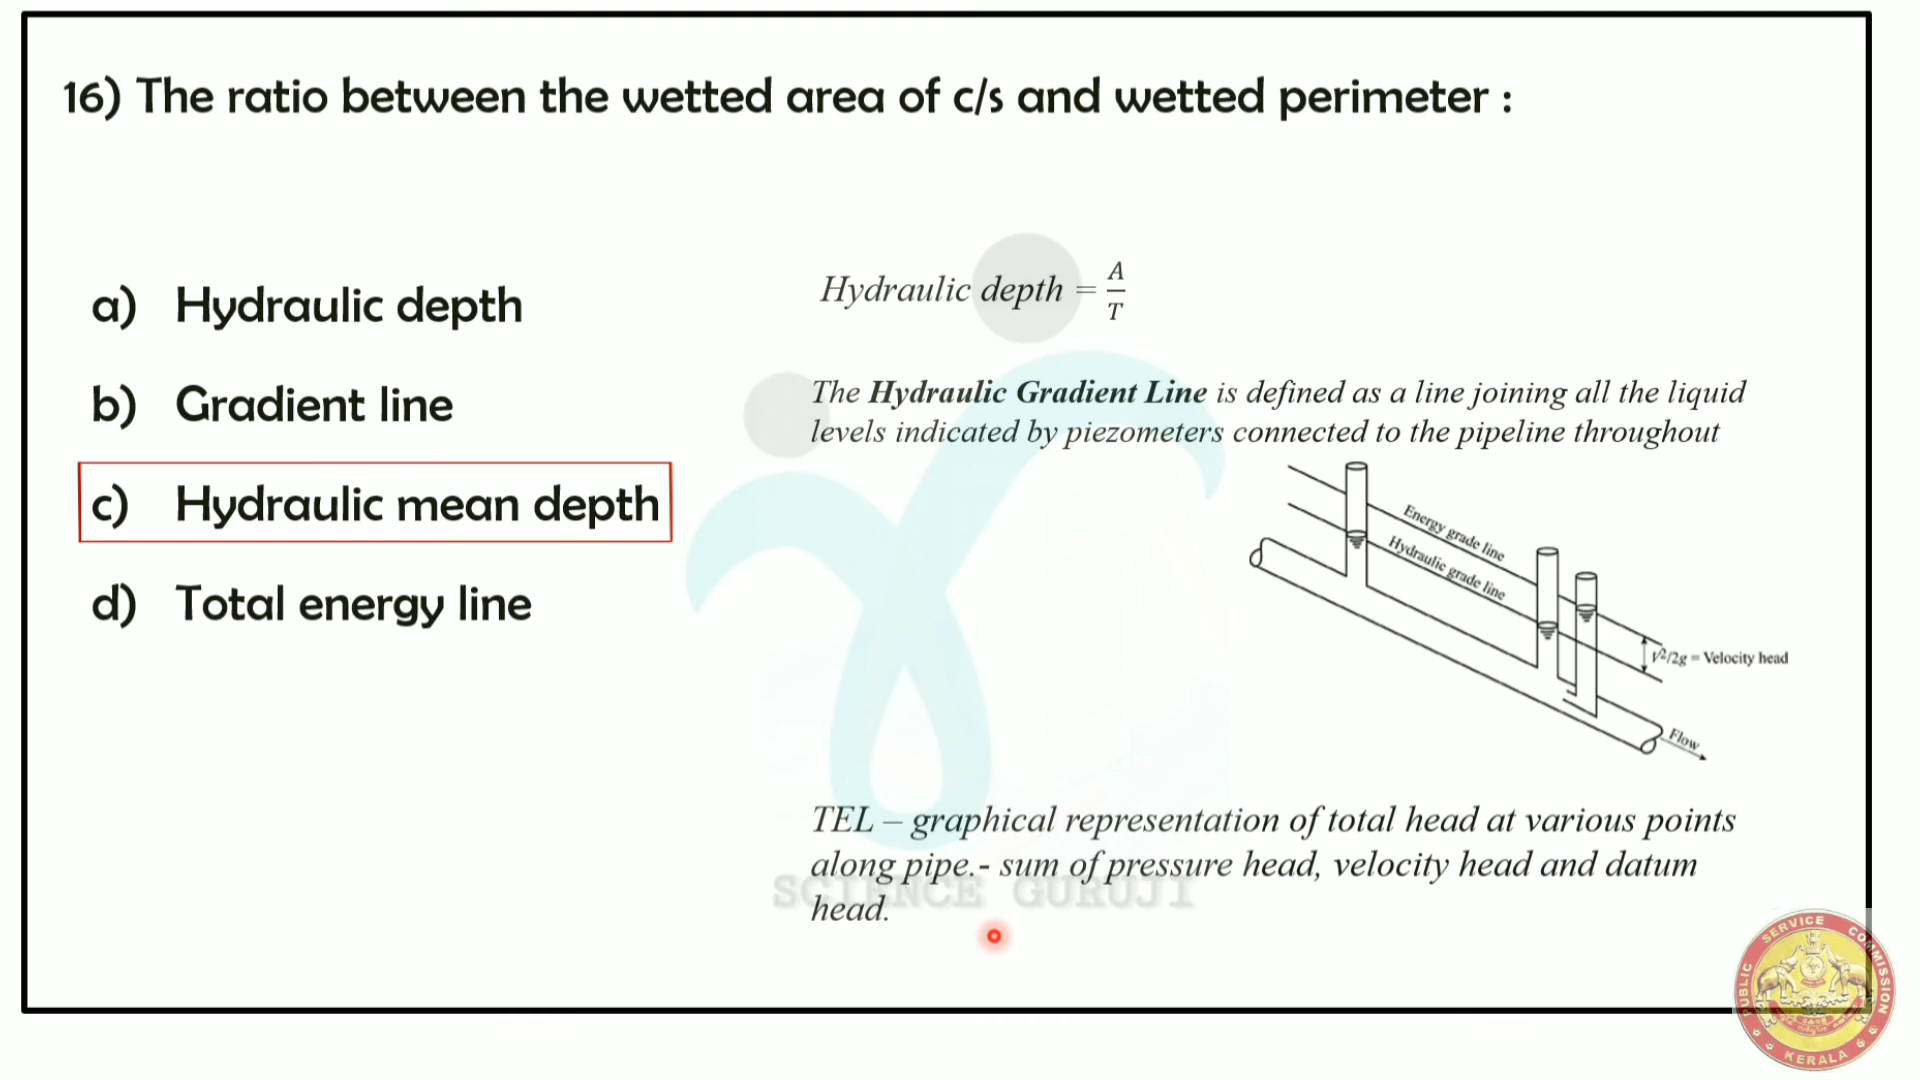 16) The ratio between the wetted area of c/s and wetted perimeter :
a) Hydraulic depth
b) Gradient line
c) Hydraulic mean depth
d) Total energy line
Hydraulic depth = A/T
The Hydraulic Gradient Line is defined as a line joining all the liquid
levels indicated by piezometers connected to the pipeline throughout
Energy grade line
Hydraulic grade line
V²/2g = Velocity head
Flow
TEL – graphical representation of total head at various points
along pipe.- sum of pressure head, velocity head and datum
head.
SCIENCE GURUJI
PUBLIC SERVICE COMMISSION
KERALA